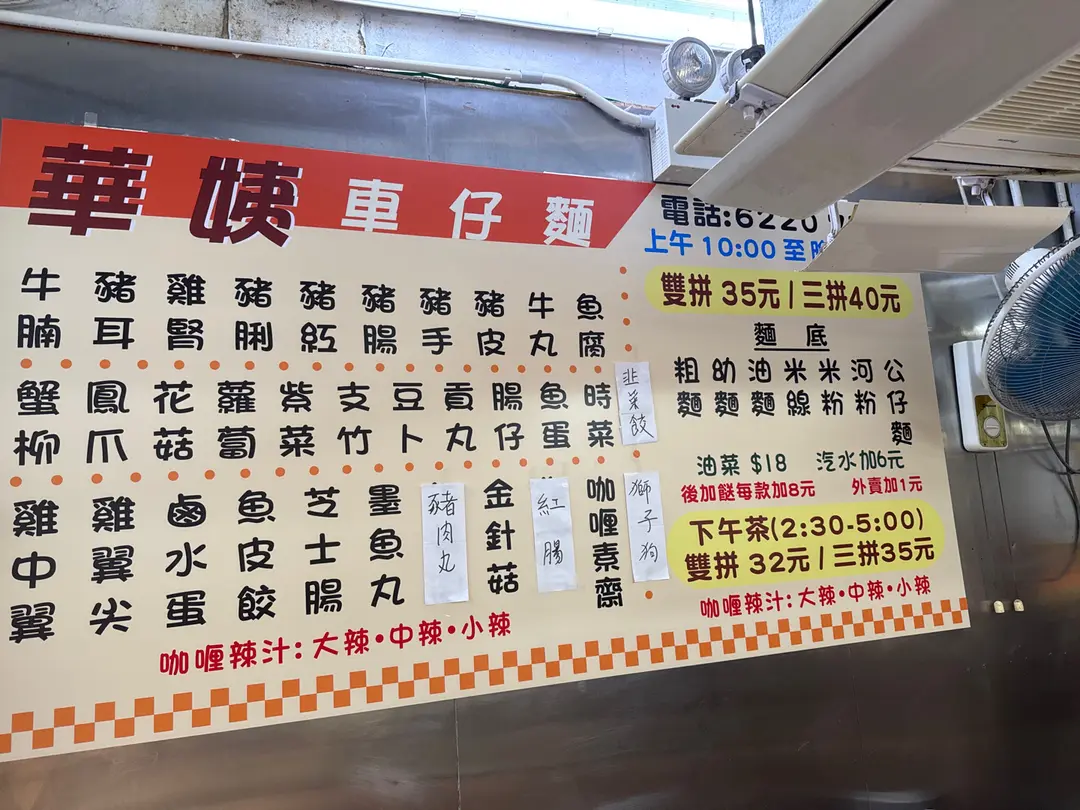 華姨車仔麵
電話:6220
上午10:00至
牛腩 豬耳 雞腎 豬脷 豬紅 豬腸 豬手 豬皮 牛丸 魚腐
蟹柳 鳳爪 花菇 蘿蔔 紫菜 支竹 豆卜 貢丸 腸仔 魚蛋 時菜 韭菜餃
雞中翼 雞翼尖 鹵水蛋 魚皮餃 芝士腸 墨魚丸 豬肉丸 金針菇 紅腸 咖喱素齋 獅子狗
咖喱辣汁:大辣•中辣•小辣
雙拼 35元/三拼40元
麵底
粗麵 幼麵 油麵 米線 米粉 河粉 公仔麵
油菜 $18 汽水加6元
後加餸每款加8元 外賣加1元
下午茶(2:30-5:00)
雙拼 32元/三拼35元
咖喱辣汁:大辣•中辣•小辣